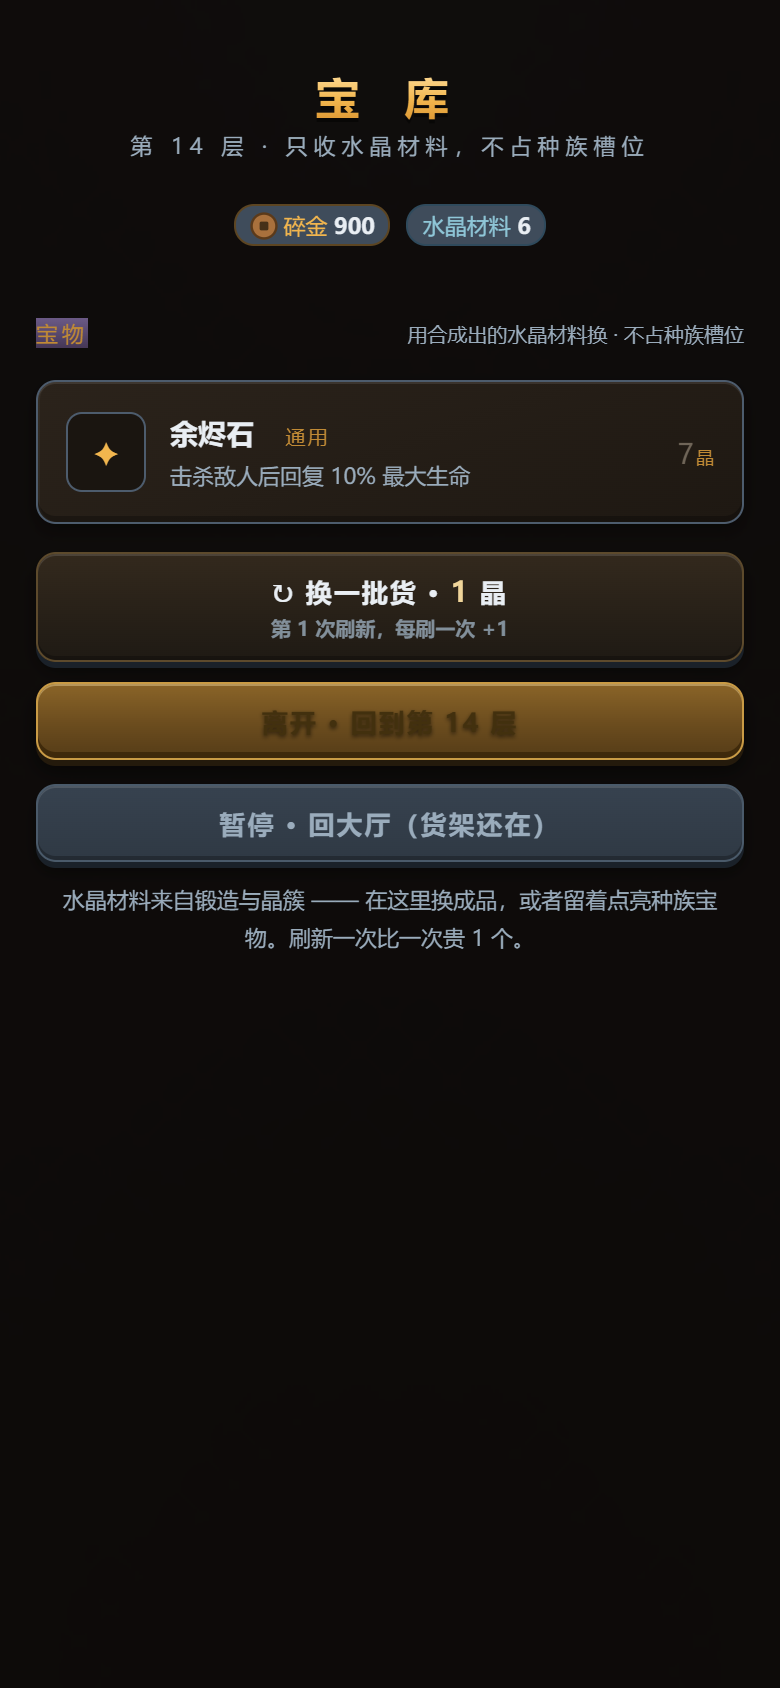 宝 库
第 14 层 · 只收水晶材料，不占种族槽位
碎金 900 水晶材料 6
宝物 用合成出的水晶材料换 · 不占种族槽位
余烬石 通用
击杀敌人后回复 10% 最大生命
7晶
↻ 换一批货 · 1 晶
第 1 次刷新，每刷一次 +1
离开 · 回到第 14 层
暂停 · 回大厅（货架还在）
水晶材料来自锻造与晶簇 —— 在这里换成品，或者留着点亮种族宝
物。刷新一次比一次贵 1 个。